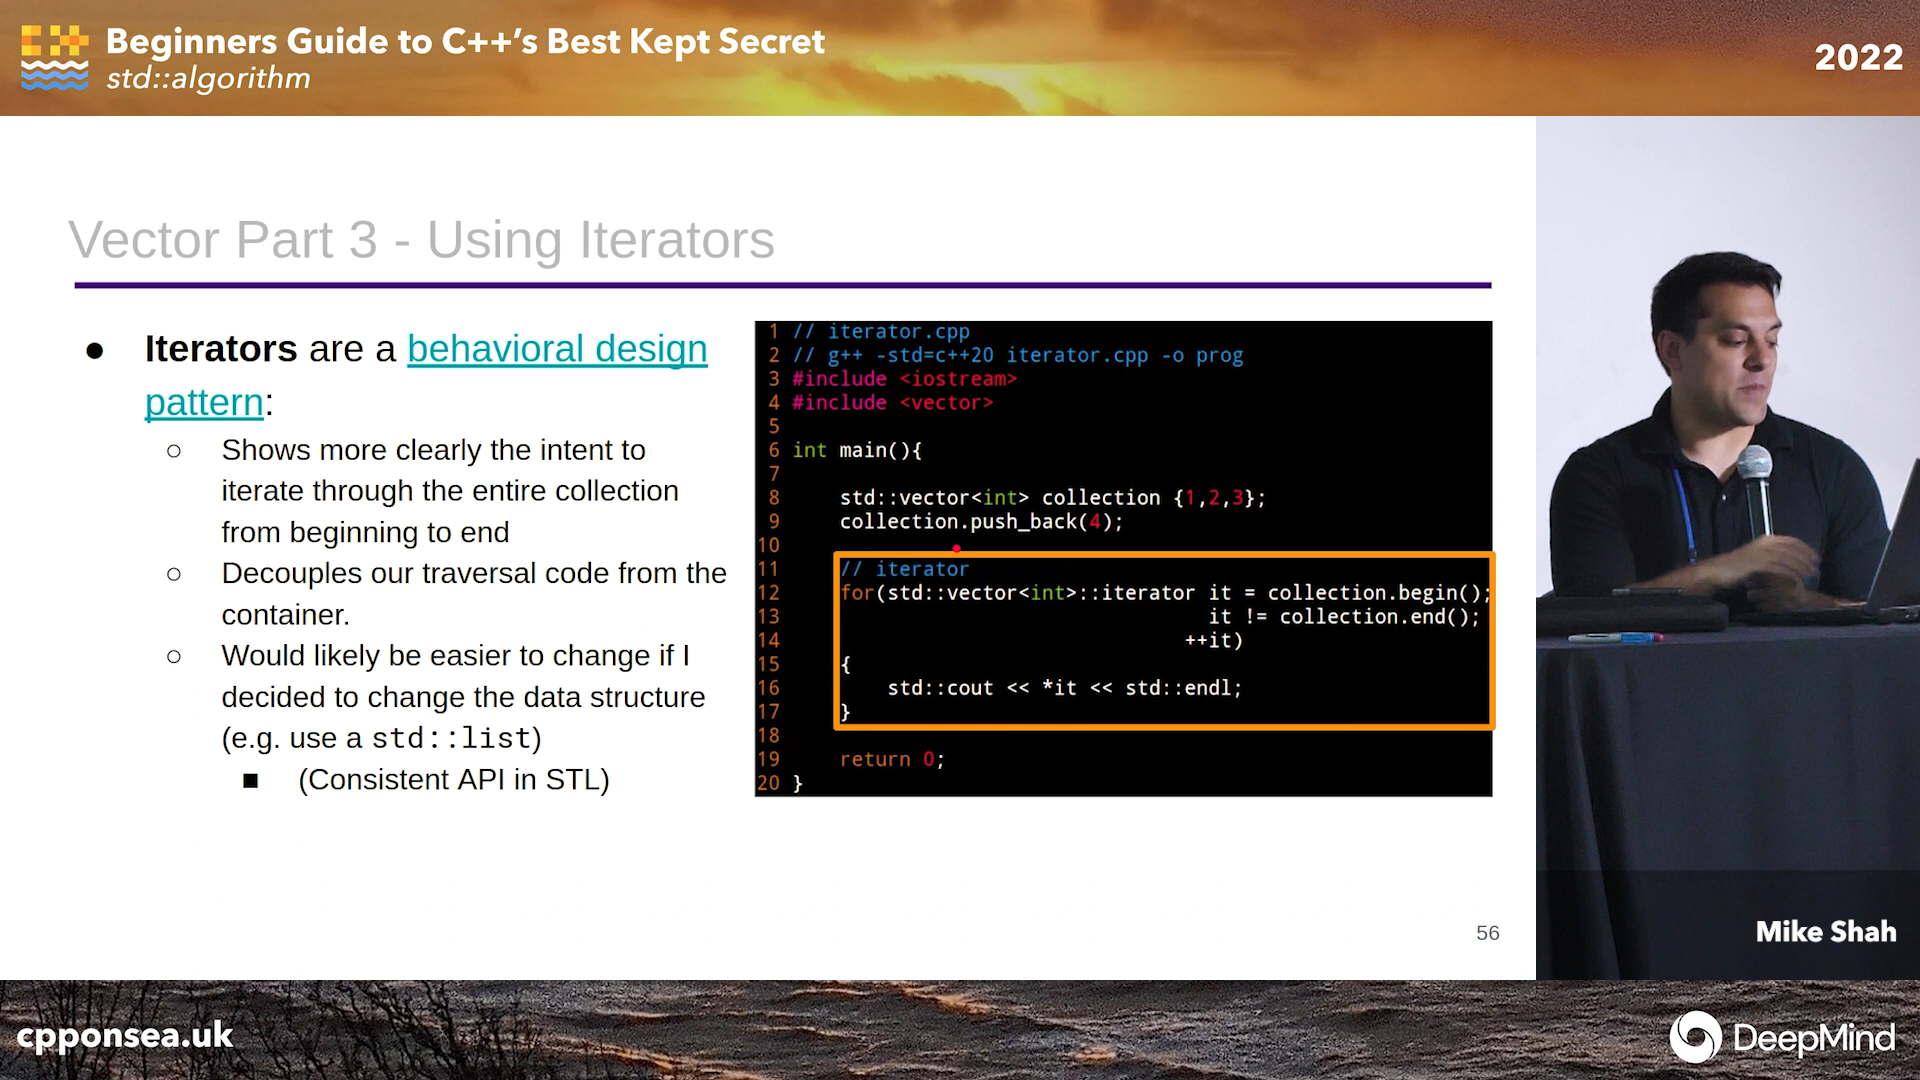 Beginners Guide to C++'s Best Kept Secret
std::algorithm
2022
Vector Part 3 - Using Iterators
● Iterators are a behavioral design
pattern:
○ Shows more clearly the intent to
iterate through the entire collection
from beginning to end
○ Decouples our traversal code from the
container.
○ Would likely be easier to change if I
decided to change the data structure
(e.g. use a std::list)
■ (Consistent API in STL)
1 // iterator.cpp
2 // g++ -std=c++20 iterator.cpp -o prog
3 #include <iostream>
4 #include <vector>
5
6 int main(){
7
8     std::vector<int> collection {1,2,3};
9     collection.push_back(4);
10
11     // iterator
12     for(std::vector<int>::iterator it = collection.begin();
13                                    it != collection.end();
14                                  ++it)
15     {
16         std::cout << *it << std::endl;
17     }
18
19     return 0;
20 }
56
Mike Shah
cpponsea.uk
DeepMind